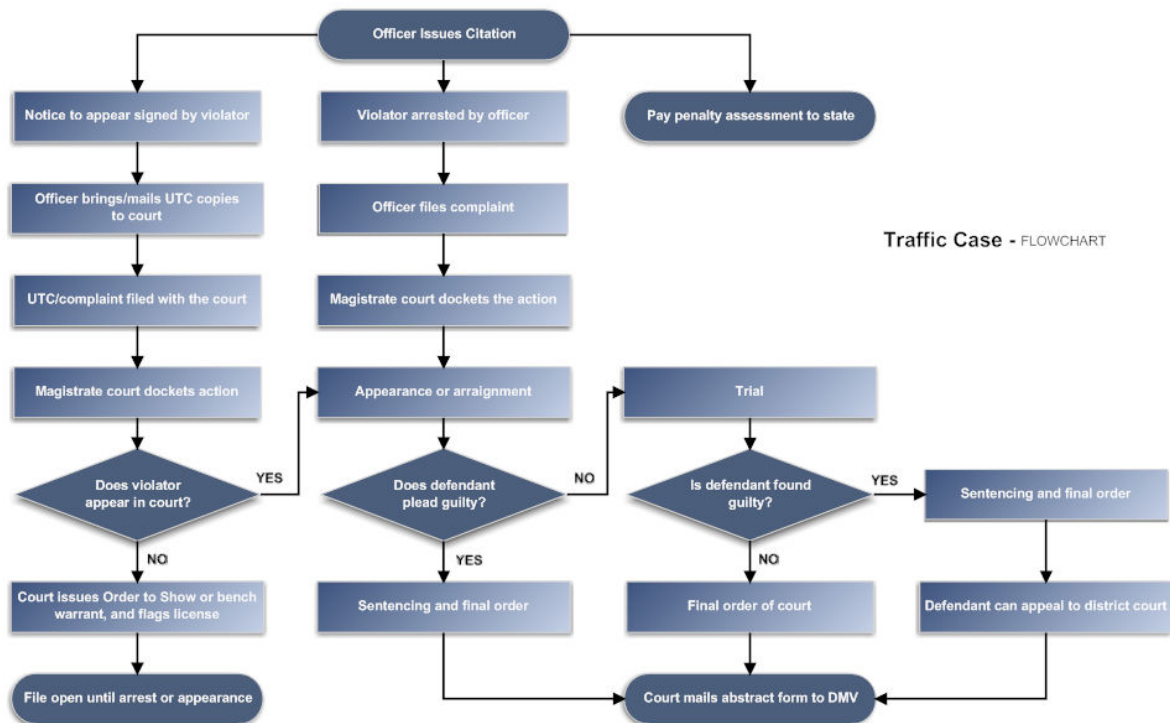 Officer Issues Citation
Notice to appear signed by violator
Violator arrested by officer
Pay penalty assessment to state
Officer brings/mails UTC copies
to court
Officer files complaint
Traffic Case - FLOWCHART
UTC/complaint filed with the court
Magistrate court dockets the action
Magistrate court dockets action
Appearance or arraignment
Trial
Does violator
appear in court?
YES
Does defendant
plead guilty?
NO
Is defendant found
guilty?
YES
Sentencing and final order
NO
YES
NO
Court issues Order to Show or bench
warrant, and flags license
Sentencing and final order
Final order of court
Defendant can appeal to district court
File open until arrest or appearance
Court mails abstract form to DMV